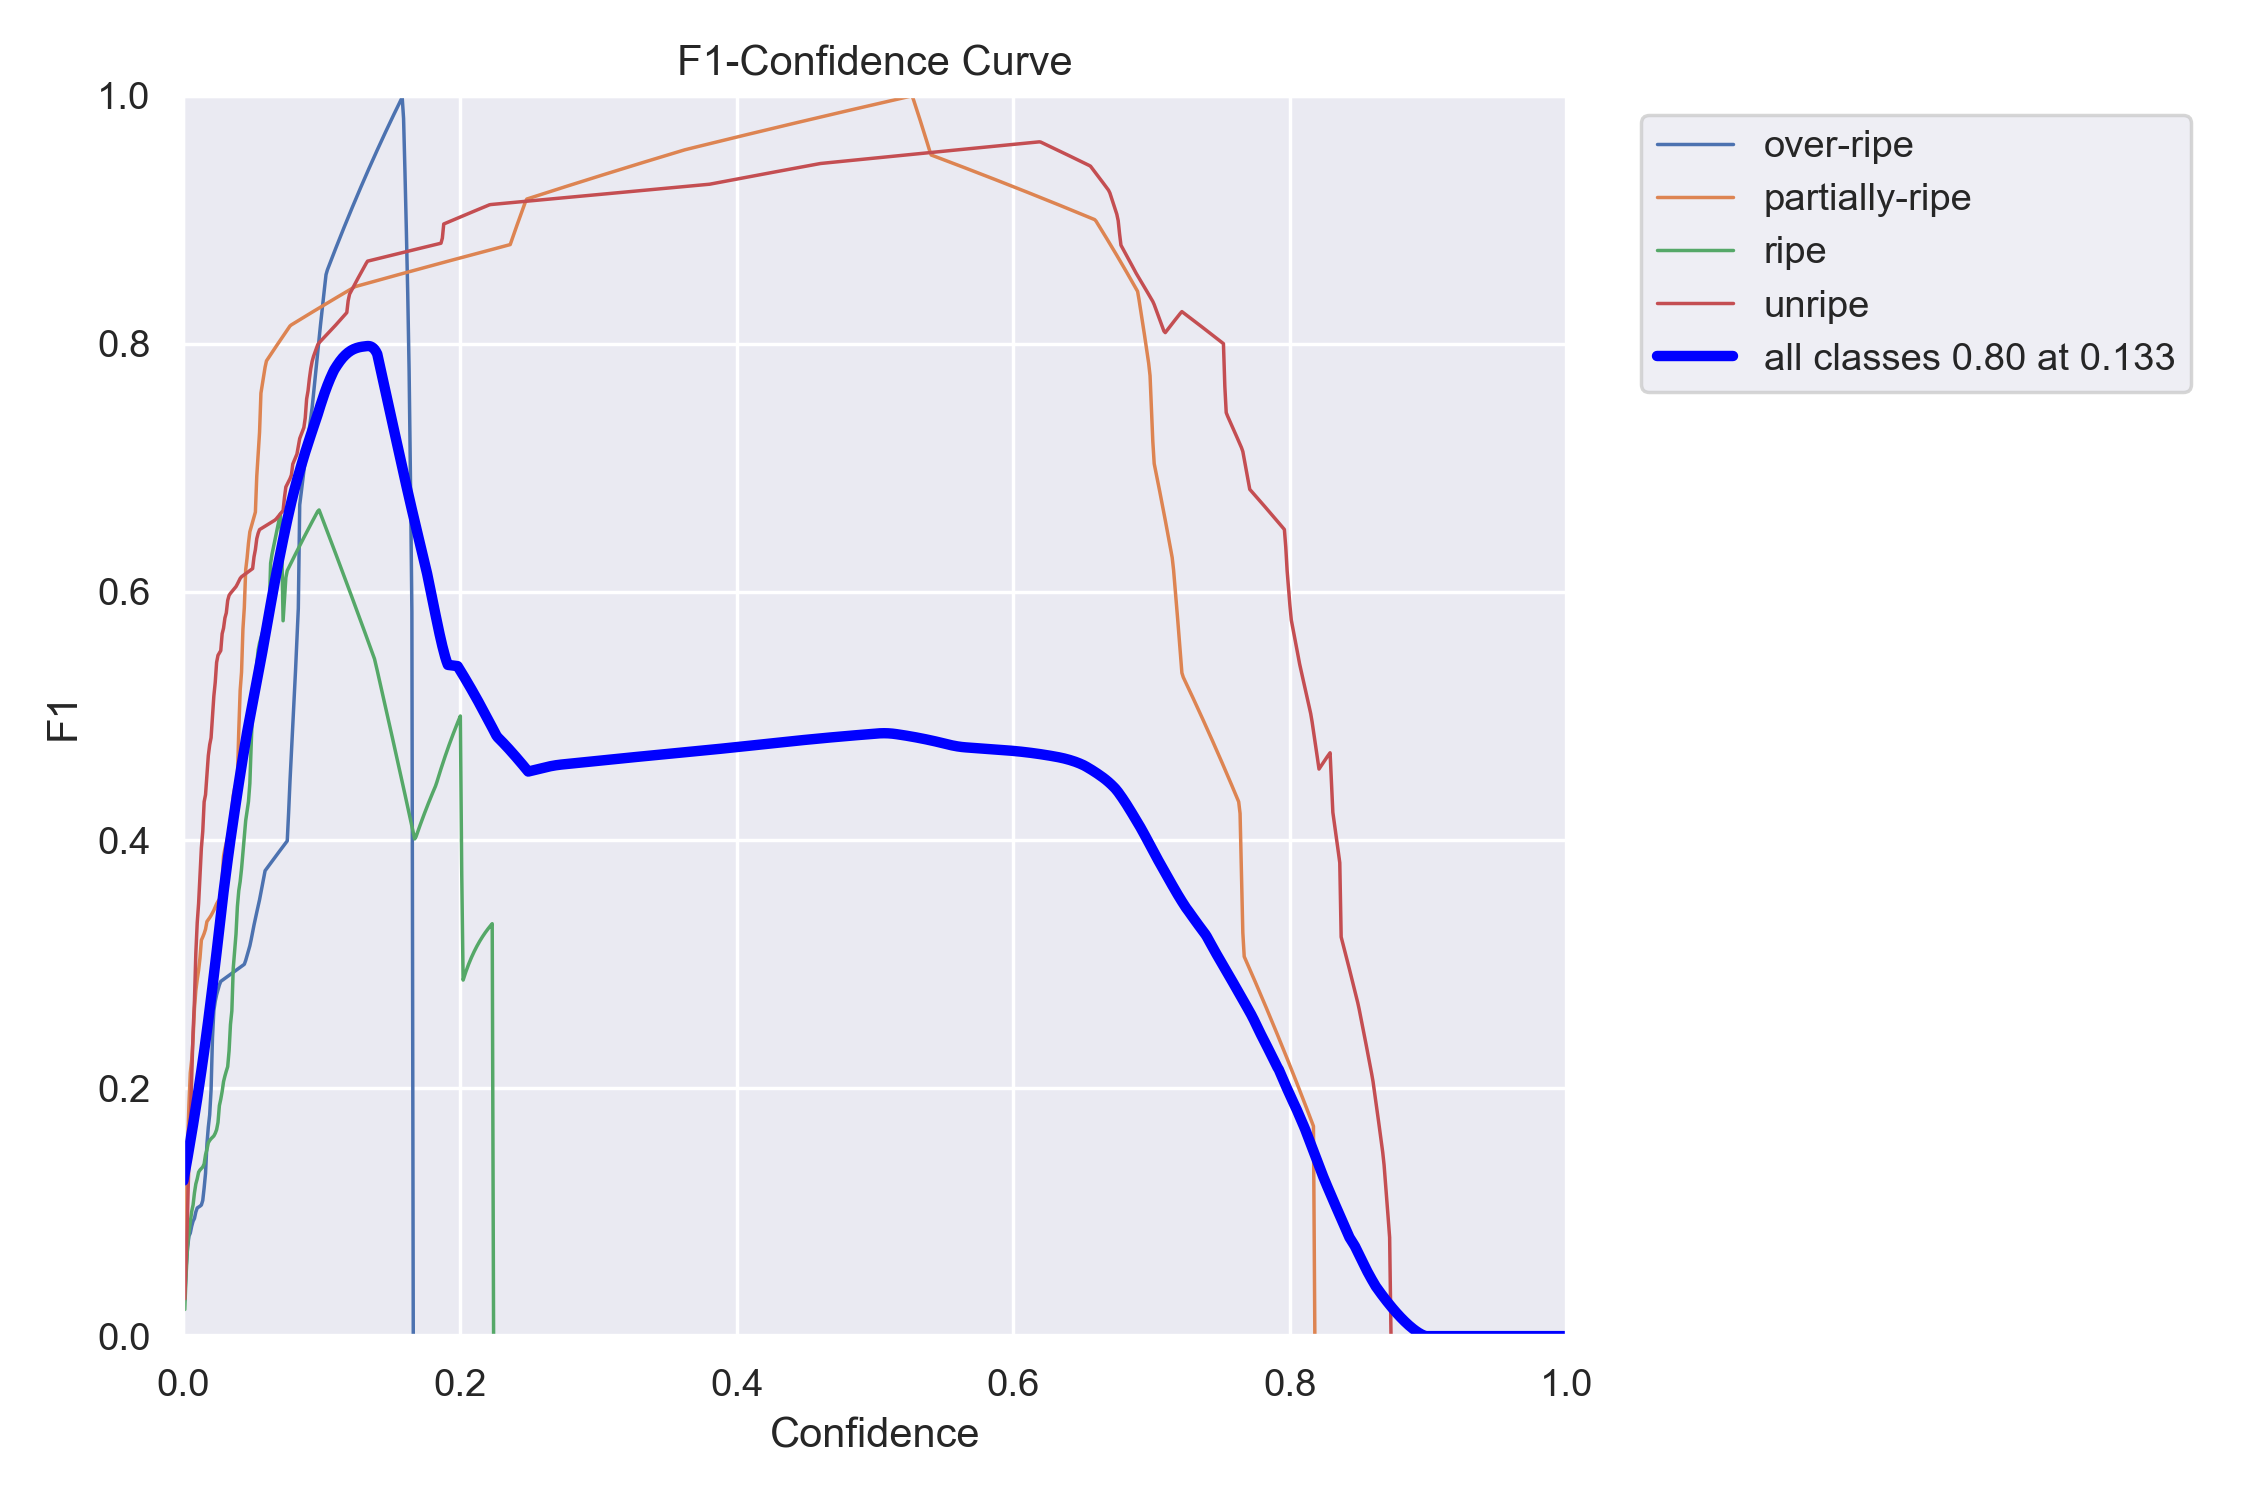 F1-Confidence Curve
1.0
0.8
0.6
0.4
0.2
0.0
F1
0.0 0.2 0.4 0.6 0.8 1.0
Confidence
over-ripe
partially-ripe
ripe
unripe
all classes 0.80 at 0.133